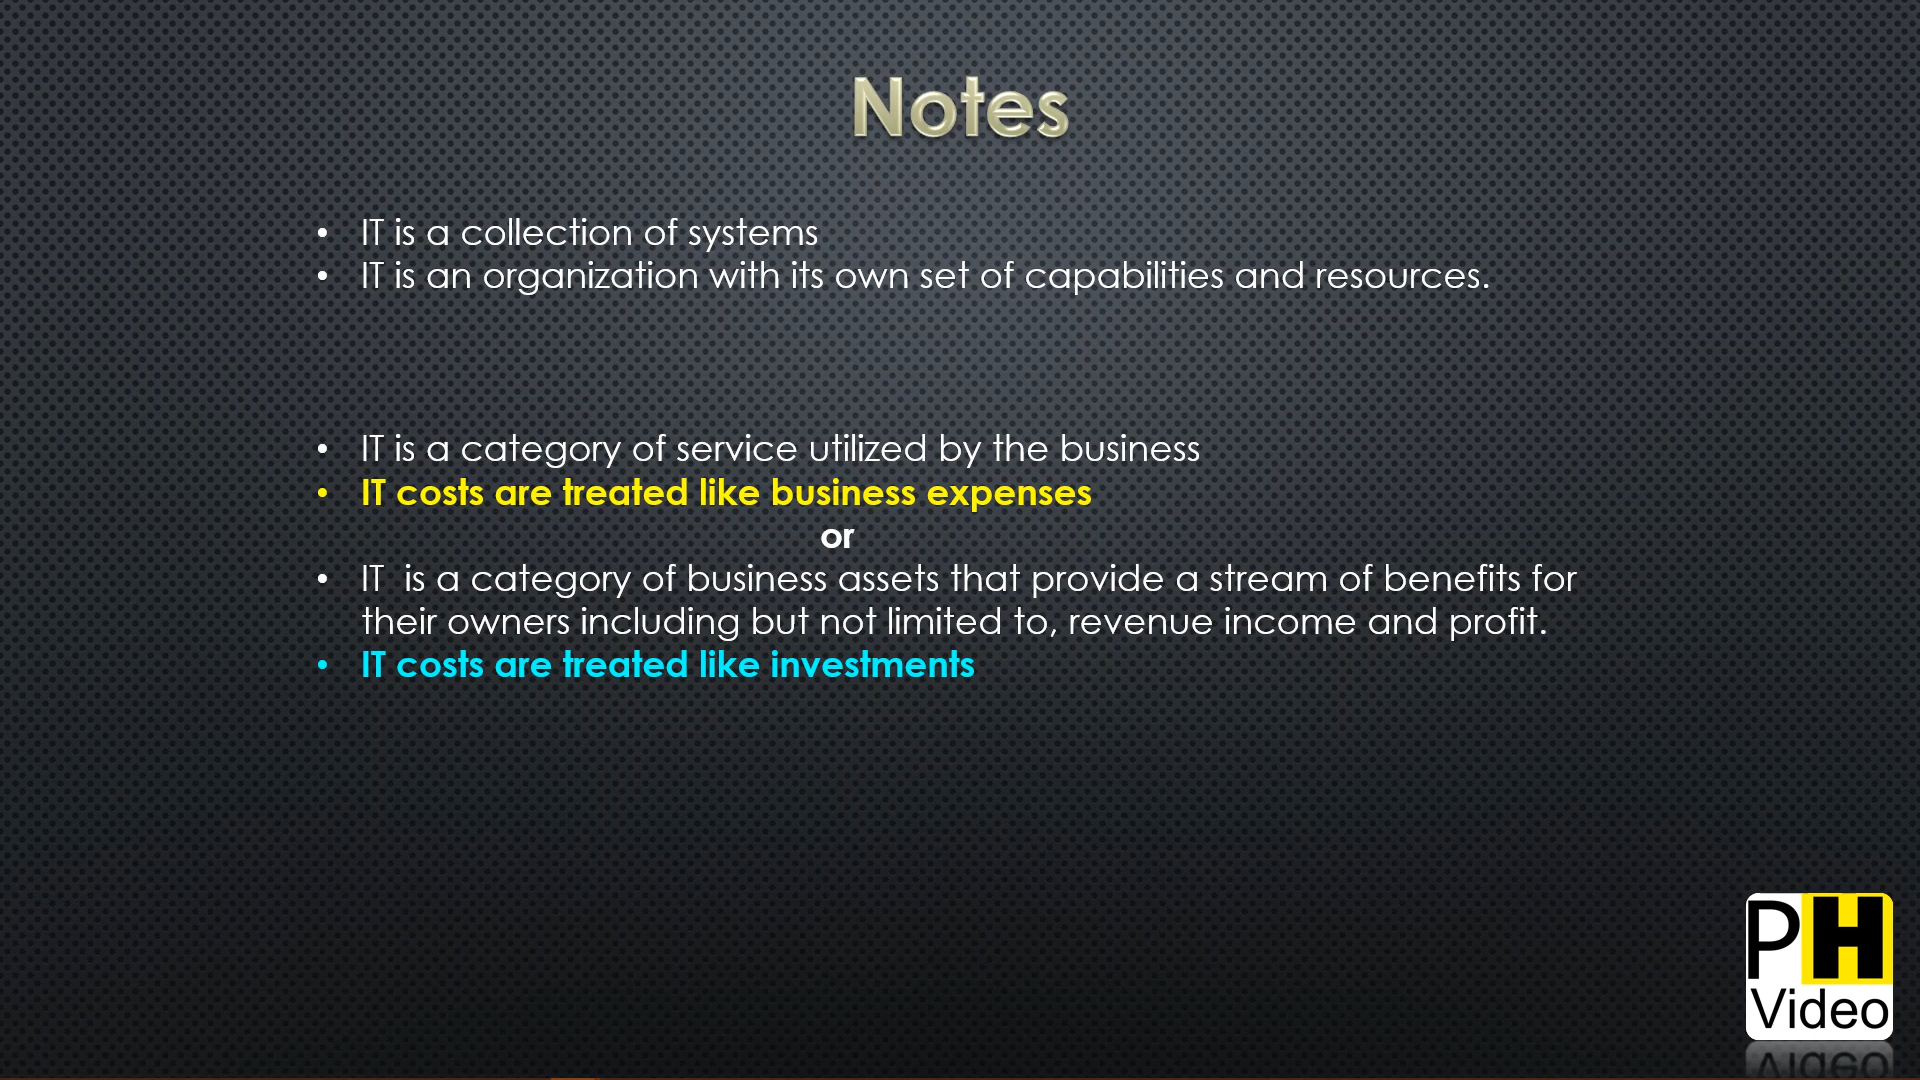 Notes
• IT is a collection of systems
• IT is an organization with its own set of capabilities and resources.
• IT is a category of service utilized by the business
• IT costs are treated like business expenses
or
• IT  is a category of business assets that provide a stream of benefits for
their owners including but not limited to, revenue income and profit.
• IT costs are treated like investments
PH
Video